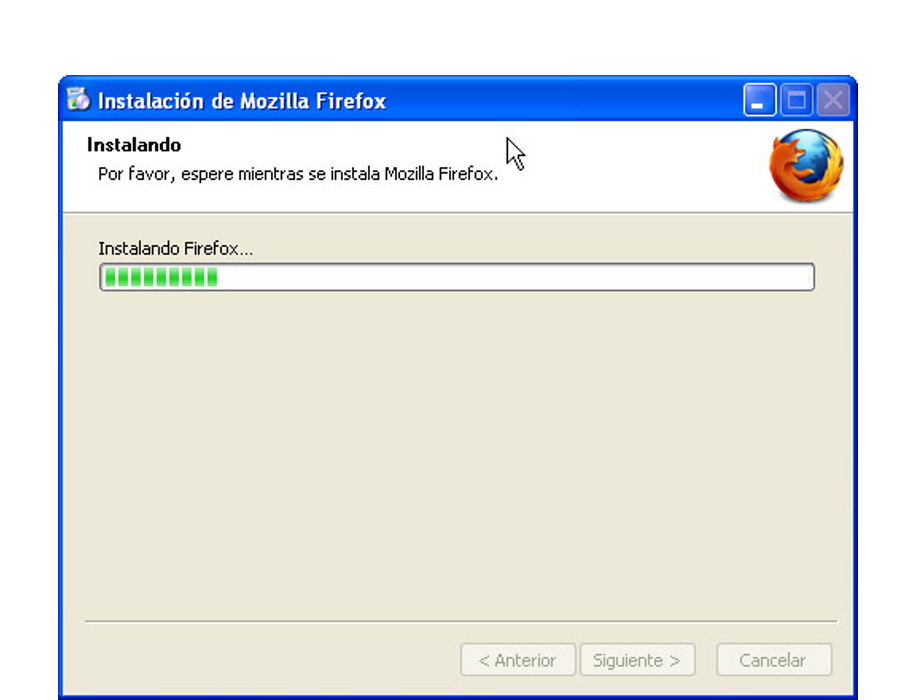 Instalación de Mozilla Firefox
Instalando
Por favor, espere mientras se instala Mozilla Firefox.
Instalando Firefox...
< Anterior
Siguiente >
Cancelar